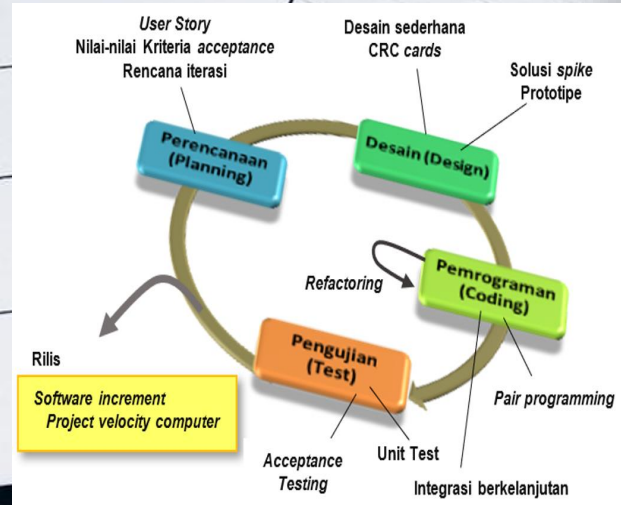 User Story
Nilai-nilai Kriteria acceptance
Rencana iterasi
Desain sederhana
CRC cards
Solusi spike
Prototipe
Perencanaan
(Planning)
Desain (Design)
Refactoring
Pemrograman
(Coding)
Pengujian
(Test)
Rilis
Software increment
Project velocity computer
Pair programming
Acceptance
Testing
Unit Test
Integrasi berkelanjutan